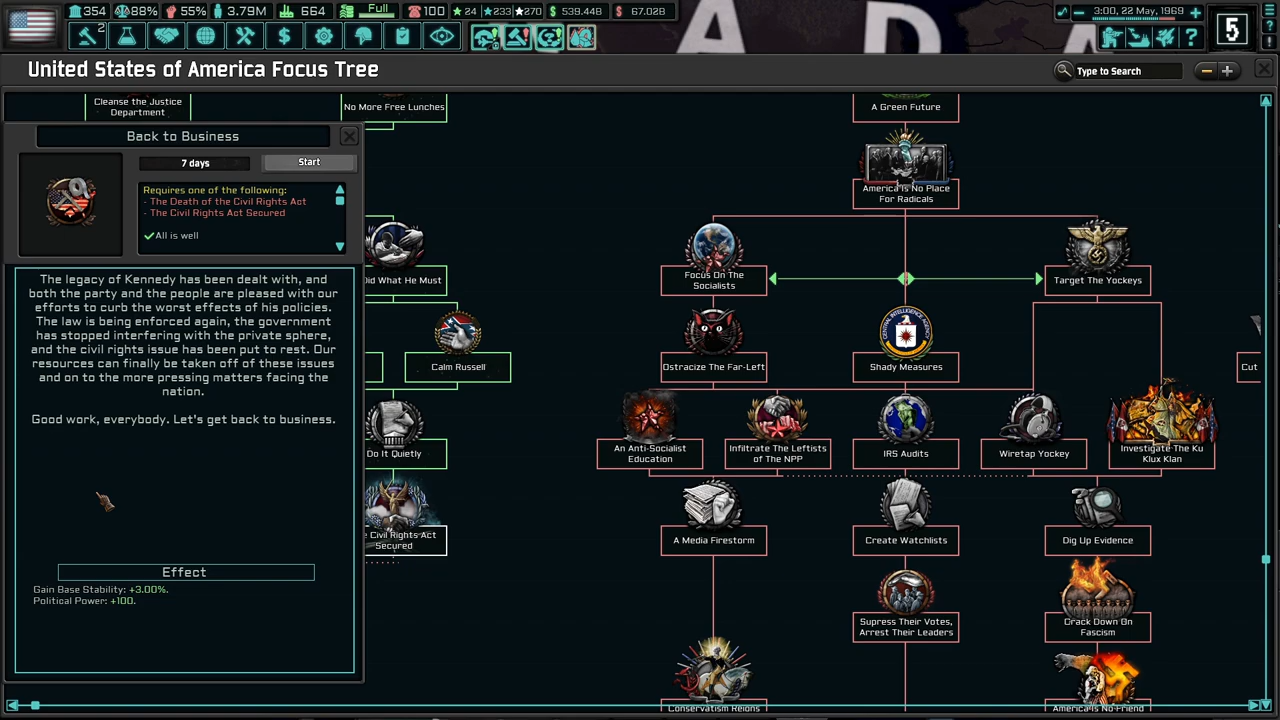 354 88% 55% 3.79M 664 Full 100 24 233 270 $ 539.44B $ 67.02B 3:00, 22 May, 1969
2
5
A D A
United States of America Focus Tree
Type to Search
Cleanse the Justice
Department
No More Free Lunches
A Green Future
Back to Business
7 days Start
Requires one of the following:
- The Death of the Civil Rights Act
- The Civil Rights Act Secured
All is well
The legacy of Kennedy has been dealt with, and
both the party and the people are pleased with our
efforts to curb the worst effects of his policies.
The law is being enforced again, the government
has stopped interfering with the private sphere,
and the civil rights issue has been put to rest. Our
resources can finally be taken off of these issues
and on to the more pressing matters facing the
nation.
Good work, everybody. Let's get back to business.
Effect
Gain Base Stability: +3.00%.
Political Power: +100.
America Is No Place
For Radicals
Did What He Must
Focus On The
Socialists
Target The Yockeys
Calm Russell
Ostracize The Far-Left
CENTRAL INTELLIGENCE AGENCY
Shady Measures
Cut
Do It Quietly
An Anti-Socialist
Education
Infiltrate The Leftists
of The NPP
IRS Audits
Wiretap Yockey
Investigate The Ku
Klux Klan
Civil Rights Act
Secured
A Media Firestorm
Create Watchlists
Dig Up Evidence
Supress Their Votes,
Arrest Their Leaders
Crack Down On
Fascism
Conservatism Reigns
America Is No Friend